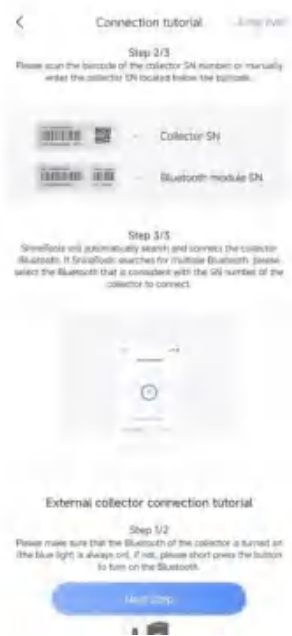 Connection tutorial
Step 2/3
Please scan the barcode of the collector SN number or manually
enter the collector SN located below the barcode.
Collector SN
Bluetooth module SN
Step 3/3
ShineTools will automatically search and connect the collector
Bluetooth. If ShineTools searches for multiple Bluetooth, please
select the Bluetooth that is consistent with the SN number of the
collector to connect.
External collector connection tutorial
Step 1/2
Please make sure that the Bluetooth of the collector is turned on
(the blue light is always on), if not, please short press the button
to turn on the Bluetooth.
Next step